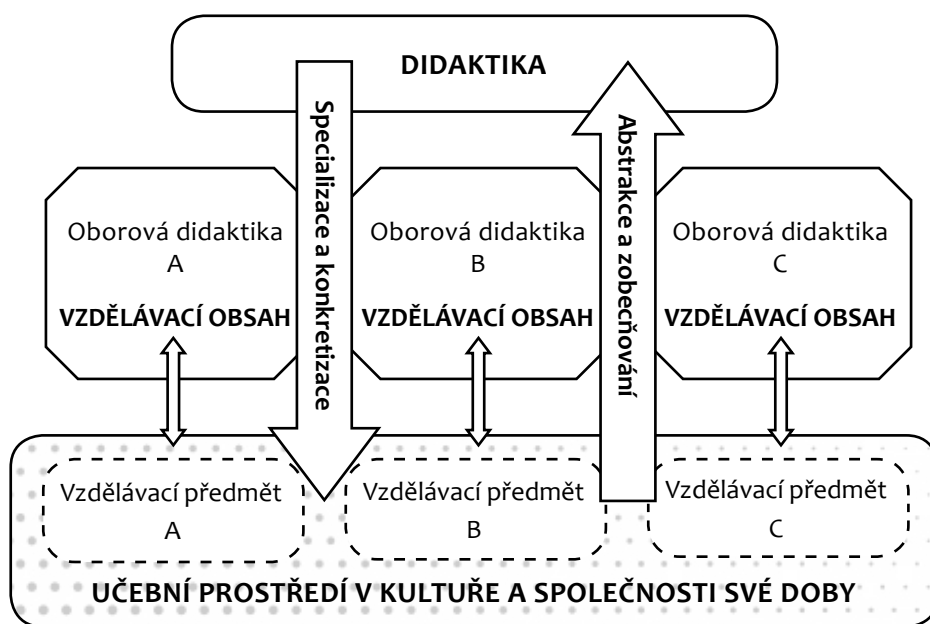 DIDAKTIKA
Specializace a konkretizace
Abstrakce a zobecňování
Oborová didaktika
A
VZDĚLÁVACÍ OBSAH
Oborová didaktika
B
VZDĚLÁVACÍ OBSAH
Oborová didaktika
C
VZDĚLÁVACÍ OBSAH
Vzdělávací předmět
A
Vzdělávací předmět
B
Vzdělávací předmět
C
UČEBNÍ PROSTŘEDÍ V KULTUŘE A SPOLEČNOSTI SVÉ DOBY